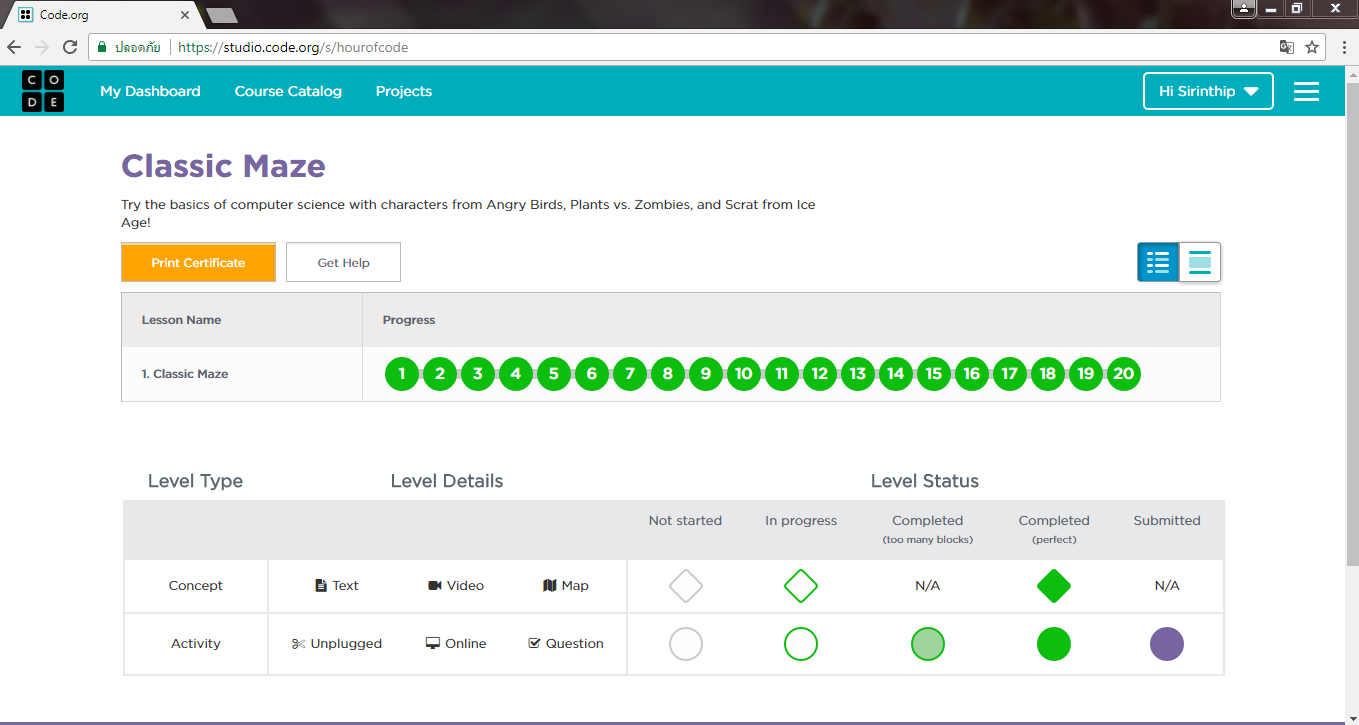 Code.org
ปลอดภัย https://studio.code.org/s/hourofcode
CODE My Dashboard Course Catalog Projects Hi Sirinthip
Classic Maze
Try the basics of computer science with characters from Angry Birds, Plants vs. Zombies, and Scrat from Ice
Age!
Print Certificate Get Help
Lesson Name Progress
1. Classic Maze 1 2 3 4 5 6 7 8 9 10 11 12 13 14 15 16 17 18 19 20
Level Type Level Details Level Status
Not started In progress Completed Completed Submitted
(too many blocks) (perfect)
Concept Text Video Map N/A N/A
Activity Unplugged Online Question